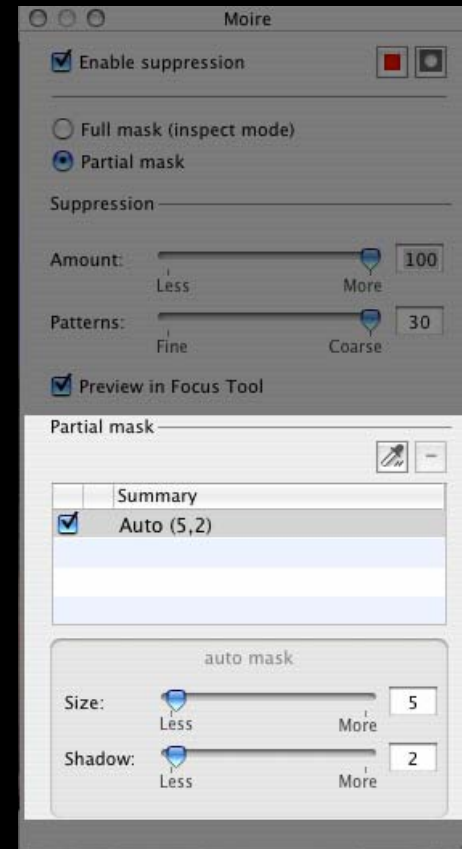 Moire
Enable suppression
Full mask (inspect mode)
Partial mask
Suppression
Amount: 100
Less More
Patterns: 30
Fine Coarse
Preview in Focus Tool
Partial mask
Summary
Auto (5,2)
auto mask
Size: 5
Less More
Shadow: 2
Less More